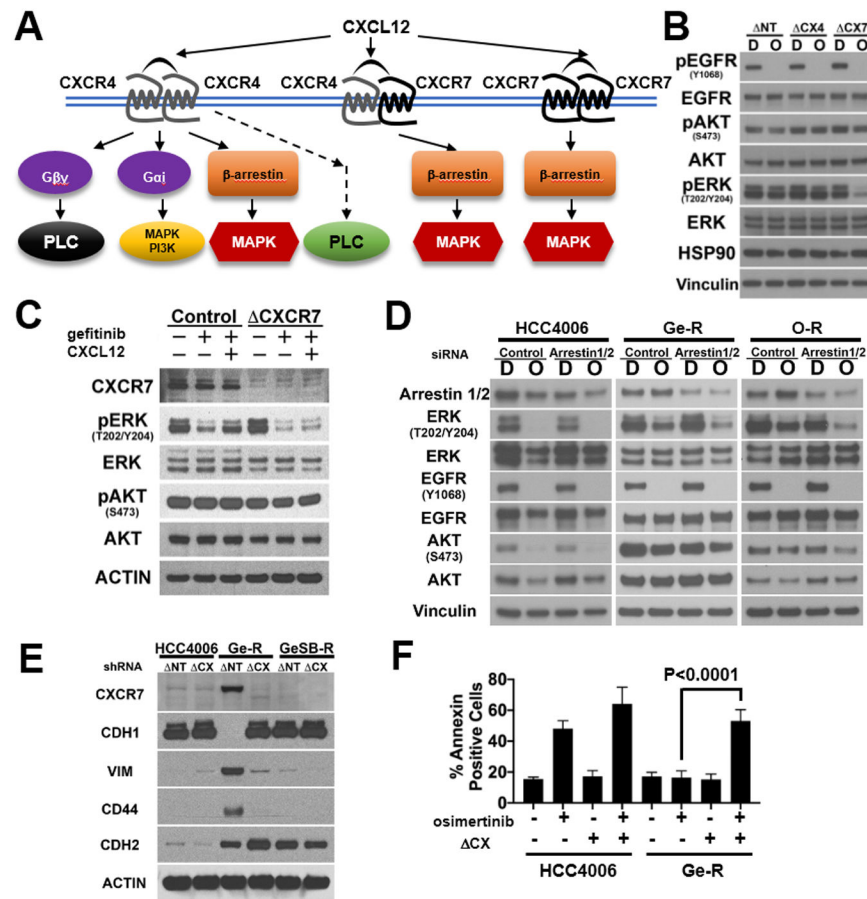 A
CXCL12
CXCR4 CXCR4 CXCR4 CXCR7 CXCR7 CXCR7
Gβγ Gαi β-arrestin β-arrestin β-arrestin
PLC MAPK PI3K MAPK PLC MAPK MAPK
B
ΔNT ΔCX4 ΔCX7
D O D O D O
pEGFR
(Y1068)
EGFR
pAKT
(S473)
AKT
pERK
(T202/Y204)
ERK
HSP90
Vinculin
C
Control ΔCXCR7
gefitinib − + + − + +
CXCL12 − − + − − +
CXCR7
pERK
(T202/Y204)
ERK
pAKT
(S473)
AKT
ACTIN
D
HCC4006 Ge-R O-R
siRNA Control Arrestin1/2 Control Arrestin1/2 Control Arrestin1/2
D O D O D O D O D O D O
Arrestin 1/2
ERK
(T202/Y204)
ERK
EGFR
(Y1068)
EGFR
AKT
(S473)
AKT
Vinculin
E
HCC4006 Ge-R GeSB-R
shRNA ΔNT ΔCX ΔNT ΔCX ΔNT ΔCX
CXCR7
CDH1
VIM
CD44
CDH2
ACTIN
F
P<0.0001
% Annexin
Positive Cells
80
60
40
20
0
osimertinib - + - + - + - +
ΔCX - - + + - - + +
HCC4006 Ge-R